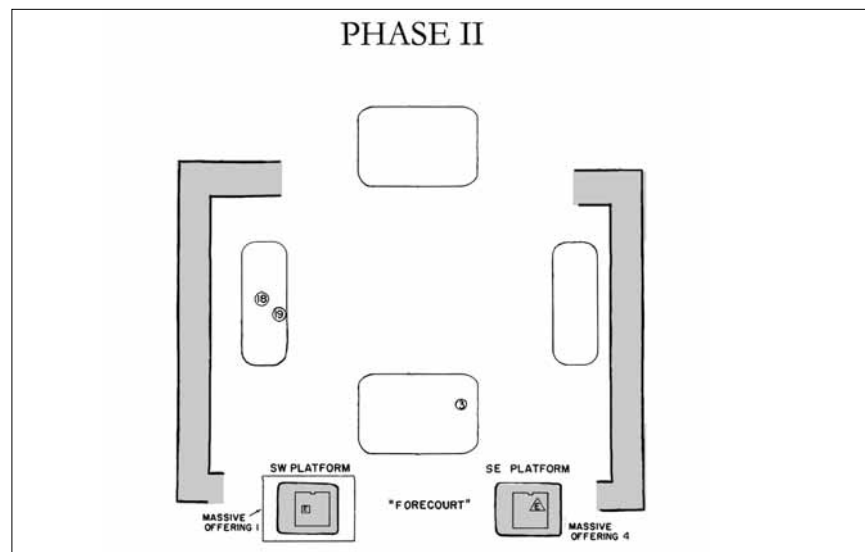 PHASE II
18
19
3
SW PLATFORM
SE PLATFORM
E
"FORECOURT"
E
MASSIVE
OFFERING 1
MASSIVE
OFFERING 4